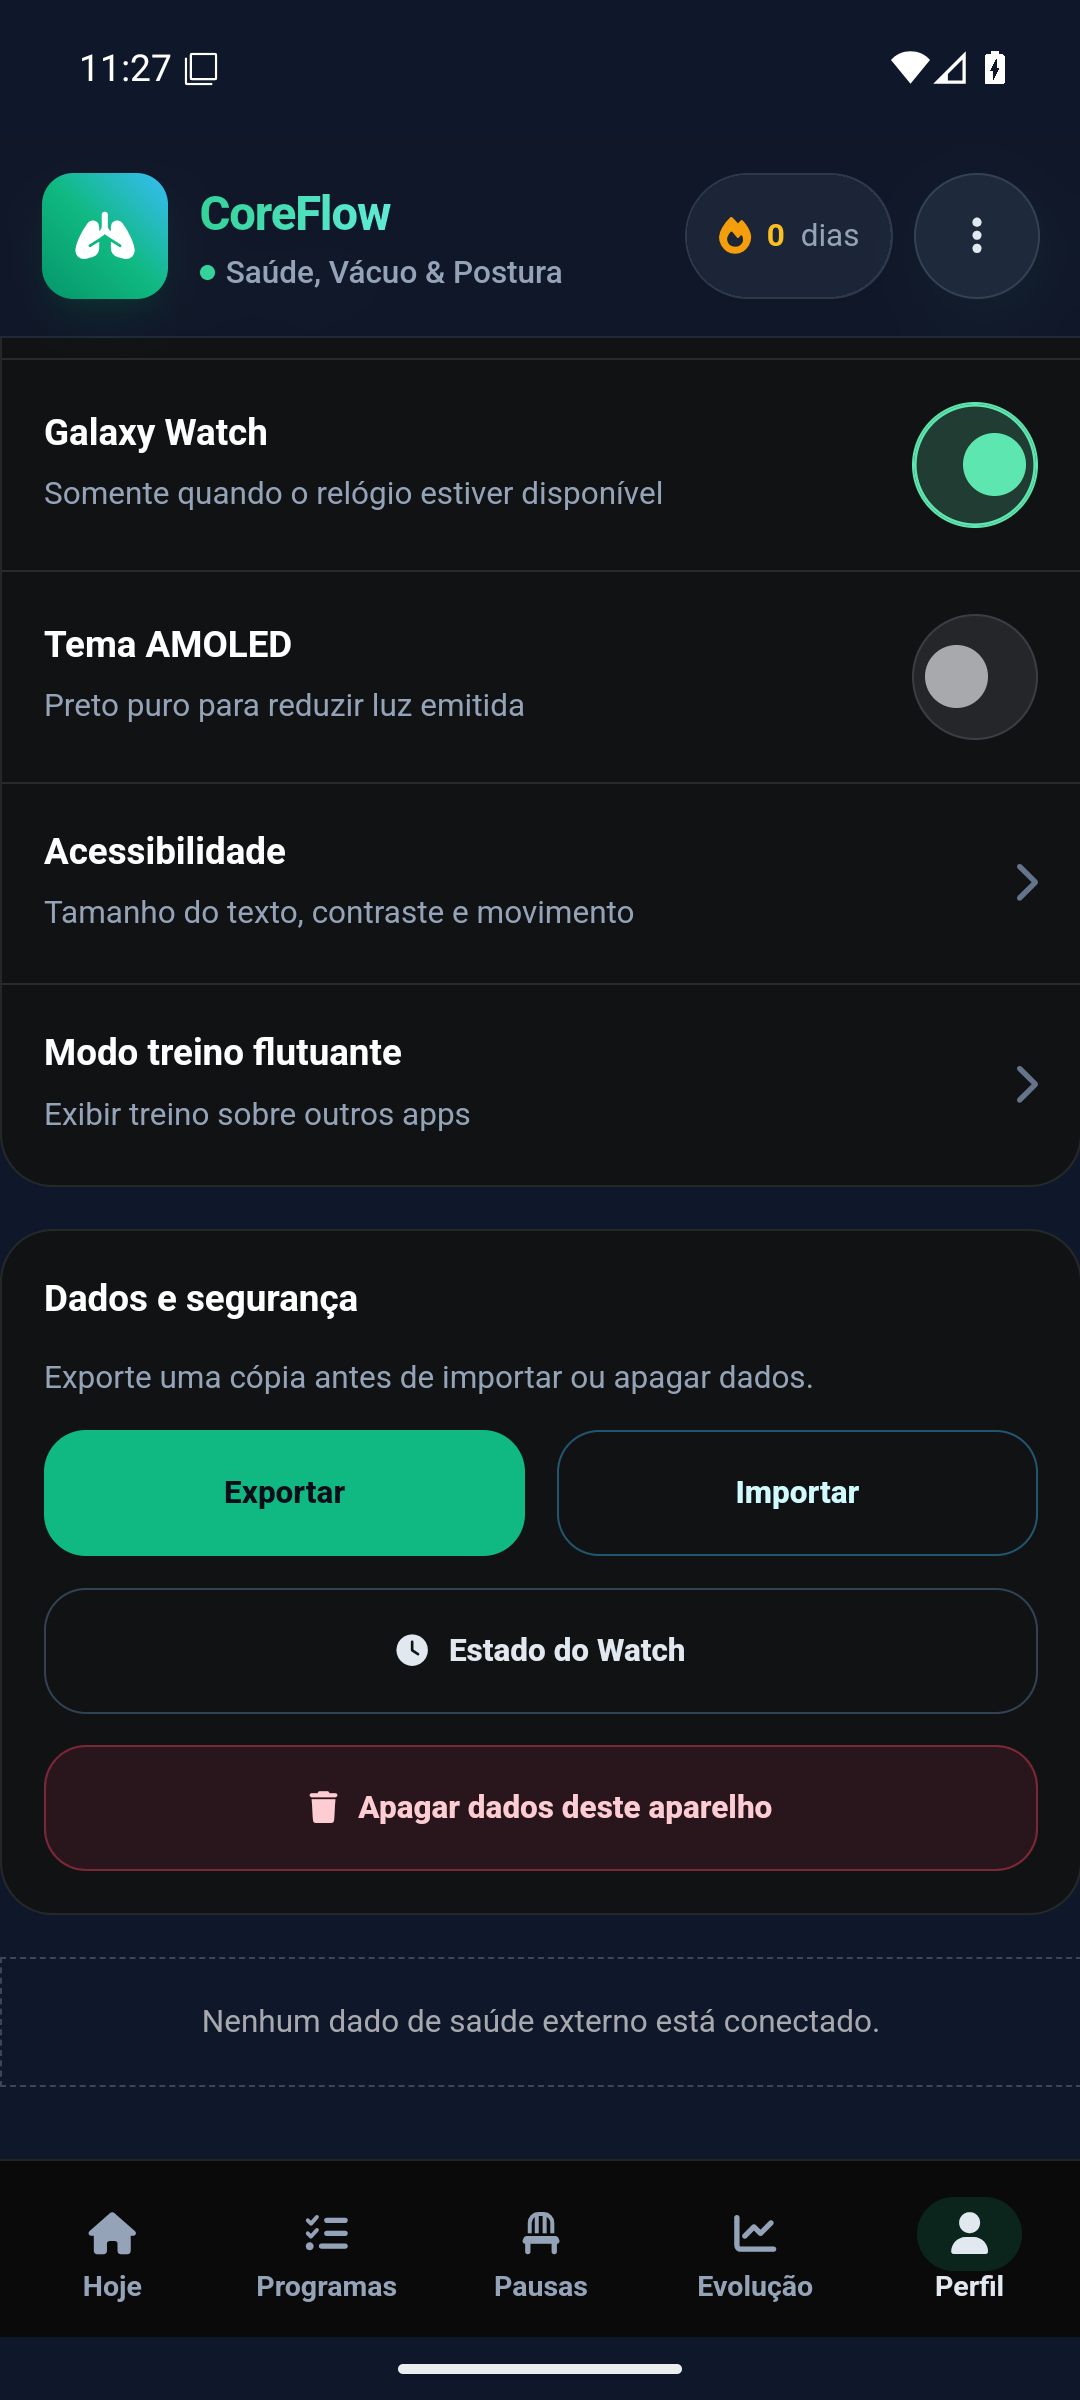 11:27
CoreFlow
Saúde, Vácuo & Postura
0 dias
Galaxy Watch
Somente quando o relógio estiver disponível
Tema AMOLED
Preto puro para reduzir luz emitida
Acessibilidade
Tamanho do texto, contraste e movimento
Modo treino flutuante
Exibir treino sobre outros apps
Dados e segurança
Exporte uma cópia antes de importar ou apagar dados.
Exportar
Importar
Estado do Watch
Apagar dados deste aparelho
Nenhum dado de saúde externo está conectado.
Hoje
Programas
Pausas
Evolução
Perfil